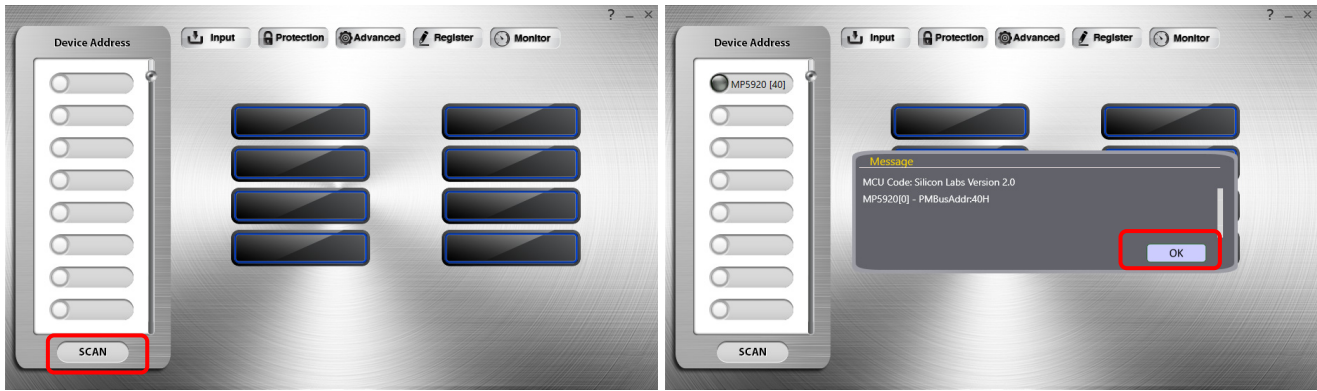 ? – ×
Device Address
Input Protection Advanced Register Monitor
SCAN
? – ×
Device Address
Input Protection Advanced Register Monitor
MP5920 [40]
Message
MCU Code: Silicon Labs Version 2.0
MP5920[0] - PMBusAddr:40H
OK
SCAN